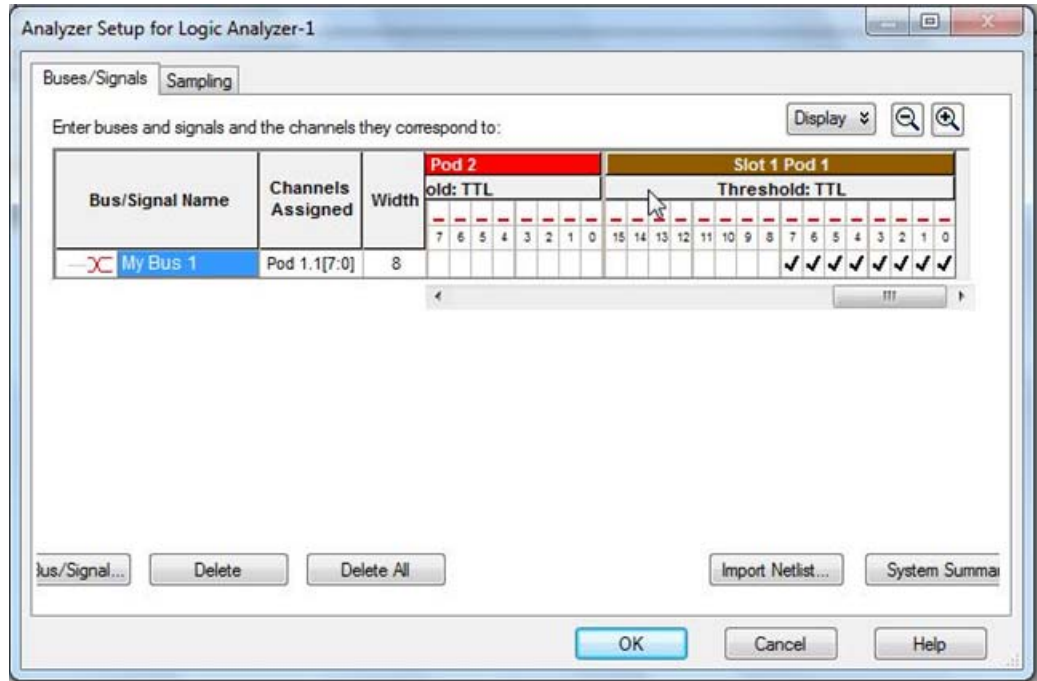 Analyzer Setup for Logic Analyzer-1
Buses/Signals Sampling
Enter buses and signals and the channels they correspond to:
Display
Bus/Signal Name Channels Assigned Width
Pod 2 Slot 1 Pod 1
old: TTL Threshold: TTL
7 6 5 4 3 2 1 0 15 14 13 12 11 10 9 8 7 6 5 4 3 2 1 0
My Bus 1 Pod 1.1[7:0] 8
Bus/Signal... Delete Delete All Import Netlist... System Summa
OK Cancel Help